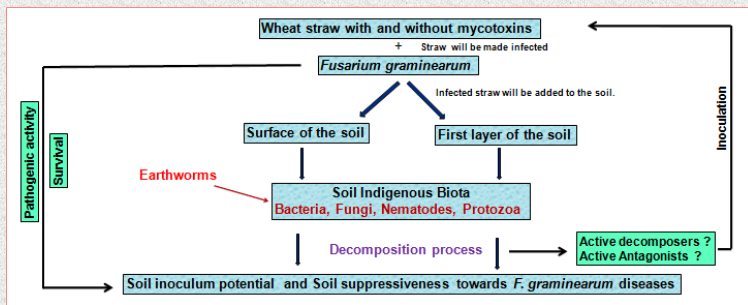 Wheat straw with and without mycotoxins
+ Straw will be made infected
Fusarium graminearum
Infected straw will be added to the soil.
Surface of the soil
First layer of the soil
Pathogenic activity
Survival
Inoculation
Earthworms
Soil Indigenous Biota
Bacteria, Fungi, Nematodes, Protozoa
Decomposition process
Active decomposers ?
Active Antagonists ?
Soil inoculum potential and Soil suppressiveness towards F. graminearum diseases